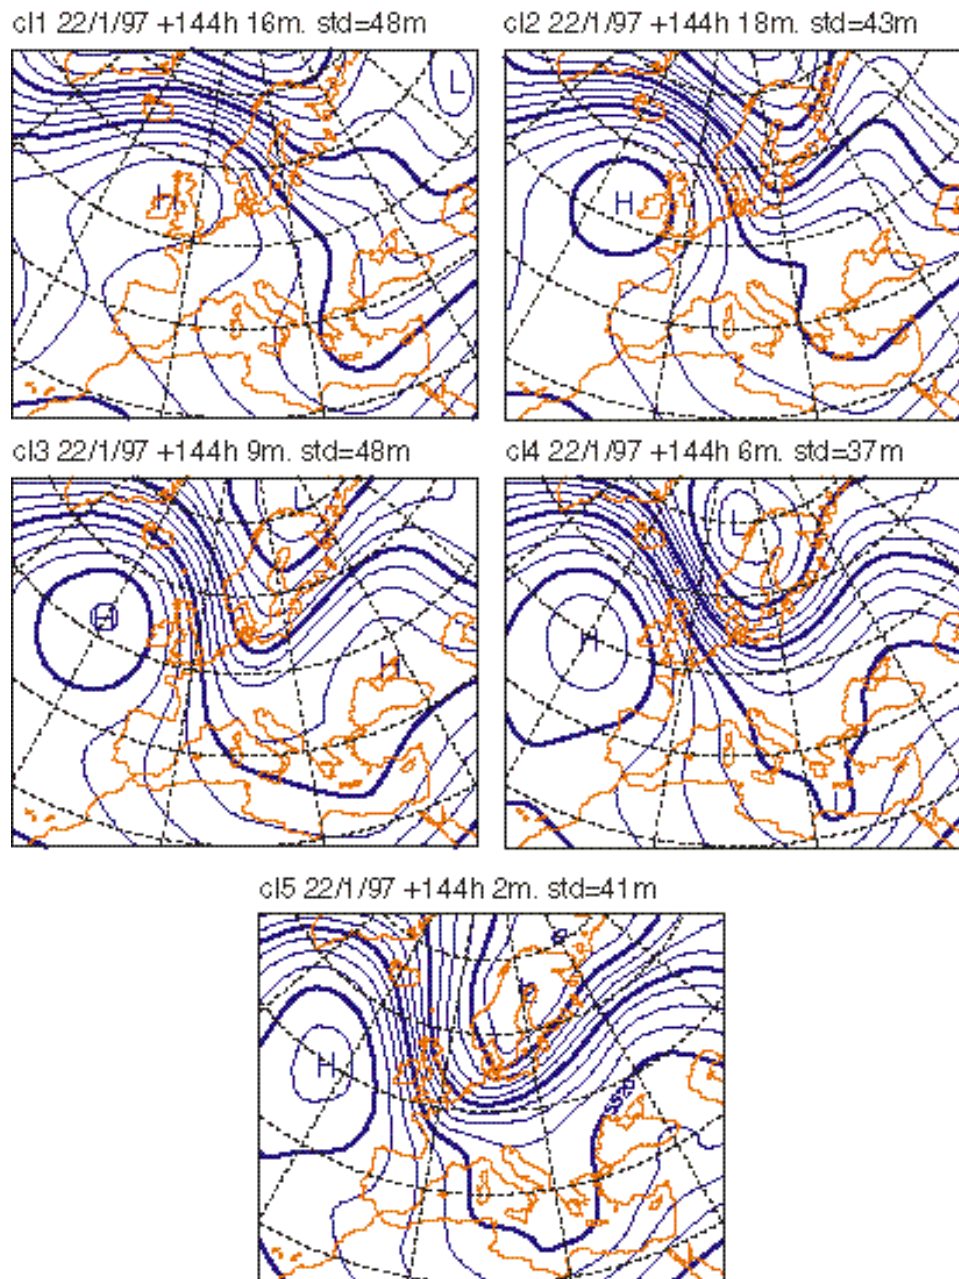 cl1 22/1/97 +144h 16m. std=48m
cl2 22/1/97 +144h 18m. std=43m
L
H
H
cl3 22/1/97 +144h 9m. std=48m
cl4 22/1/97 +144h 6m. std=37m
L
L
H
H
H
L
cl5 22/1/97 +144h 2m. std=41m
H
5520